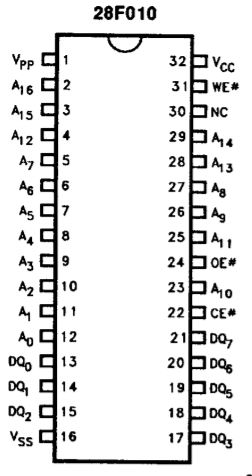 28F010
VPP 1 32 VCC
A16 2 31 WE#
A15 3 30 NC
A12 4 29 A14
A7 5 28 A13
A6 6 27 A8
A5 7 26 A9
A4 8 25 A11
A3 9 24 OE#
A2 10 23 A10
A1 11 22 CE#
A0 12 21 DQ7
DQ0 13 20 DQ6
DQ1 14 19 DQ5
DQ2 15 18 DQ4
VSS 16 17 DQ3